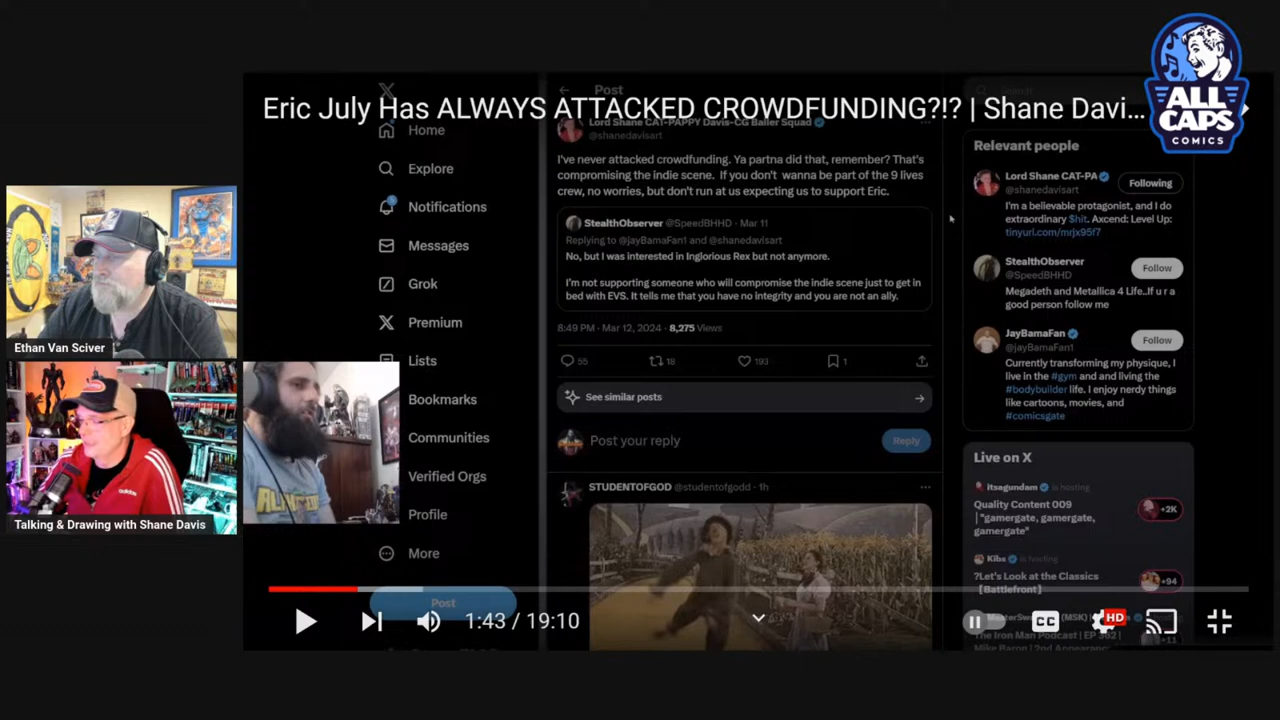 Eric July Has ALWAYS ATTACKED CROWDFUNDING?!? | Shane Davi...
ALL
CAPS
COMICS
Ethan Van Sciver
Talking & Drawing with Shane Davis
Home
Explore
Notifications
Messages
Grok
Premium
Lists
Bookmarks
Communities
Verified Orgs
Profile
More
Post
Post
Lord Shane CAT-PAPPY Davis-CG Baller Squad
@shanedavisart
I've never attacked crowdfunding. Ya partna did that, remember? That's
compromising the indie scene. If you don't wanna be part of the 9 lives
crew, no worries, but don't run at us expecting us to support Eric.
StealthObserver @SpeedBHHD · Mar 11
Replying to @jayBamaFan1 and @shanedavisart
No, but I was interested in Inglorious Rex but not anymore.
I'm not supporting someone who will compromise the indie scene just to get in
bed with EVS. It tells me that you have no integrity and you are not an ally.
8:49 PM · Mar 12, 2024 · 8,275 Views
55 18 193 1
See similar posts
Post your reply
Reply
STUDENTOFGOD @studentofgodd · 1h
Search
Relevant people
Lord Shane CAT-PA
@shanedavisart
Following
I'm a believable protagonist, and I do
extraordinary $hit. Axcend: Level Up:
tinyurl.com/mrjx95f7
StealthObserver
@SpeedBHHD
Follow
Megadeth and Metallica 4 Life..If u r a
good person follow me
JayBamaFan
@jayBamaFan1
Follow
Currently transforming my physique, I
live in the #gym and and living the
#bodybuilder life. I enjoy nerdy things
like cartoons, movies, and
#comicsgate
Live on X
itsagundam is hosting
Quality Content 009
|"gamergate, gamergate,
gamergate"
+2K
Kibs is hosting
?Let's Look at the Classics
【Battlefront】
+94
(MSK)
The Iron Man Podcast | EP 362 |
Mike Baron | 2nd Appearance
+11
1:43 / 19:10
CC
HD